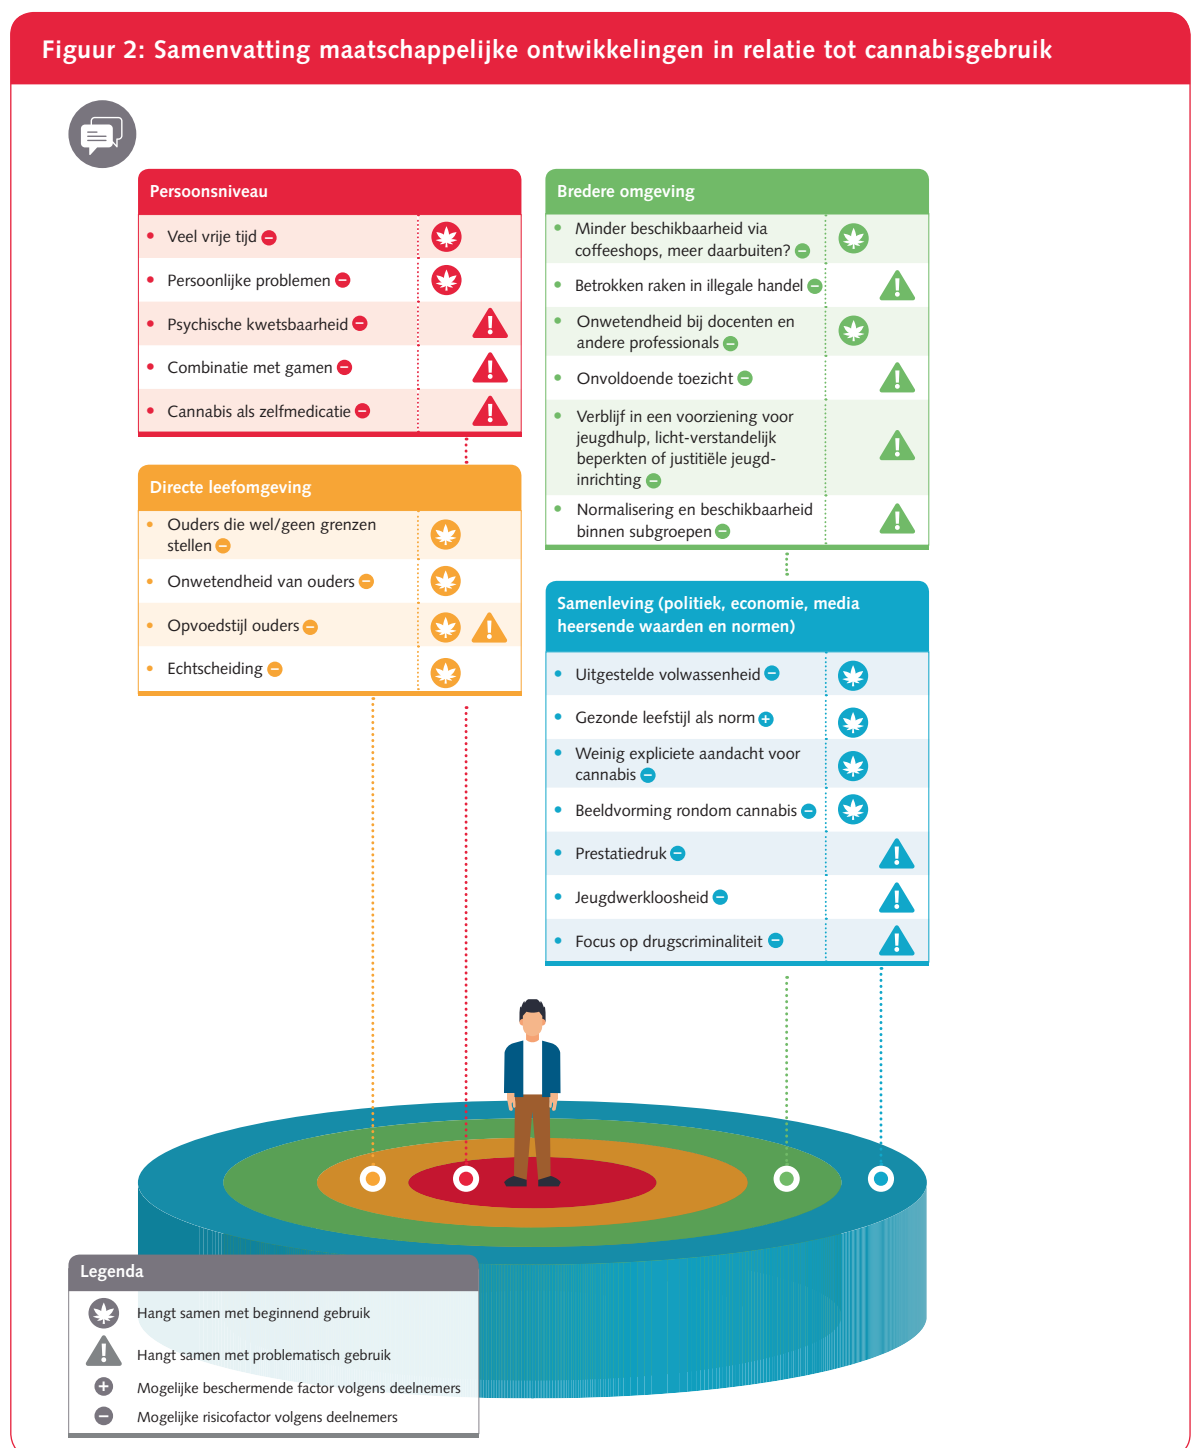 Figuur 2: Samenvatting maatschappelijke ontwikkelingen in relatie tot cannabisgebruik
Persoonsniveau
• Veel vrije tijd −
• Persoonlijke problemen −
• Psychische kwetsbaarheid −
• Combinatie met gamen −
• Cannabis als zelfmedicatie −
Directe leefomgeving
• Ouders die wel/geen grenzen
stellen −
• Onwetendheid van ouders −
• Opvoedstijl ouders −
• Echtscheiding −
Bredere omgeving
• Minder beschikbaarheid via
coffeeshops, meer daarbuiten? −
• Betrokken raken in illegale handel −
• Onwetendheid bij docenten en
andere professionals −
• Onvoldoende toezicht −
• Verblijf in een voorziening voor
jeugdhulp, licht-verstandelijk
beperkten of justitiële jeugd-
inrichting −
• Normalisering en beschikbaarheid
binnen subgroepen −
Samenleving (politiek, economie, media
heersende waarden en normen)
• Uitgestelde volwassenheid −
• Gezonde leefstijl als norm +
• Weinig expliciete aandacht voor
cannabis −
• Beeldvorming rondom cannabis −
• Prestatiedruk −
• Jeugdwerkloosheid −
• Focus op drugscriminaliteit −
Legenda
Hangt samen met beginnend gebruik
! Hangt samen met problematisch gebruik
+ Mogelijke beschermende factor volgens deelnemers
− Mogelijke risicofactor volgens deelnemers